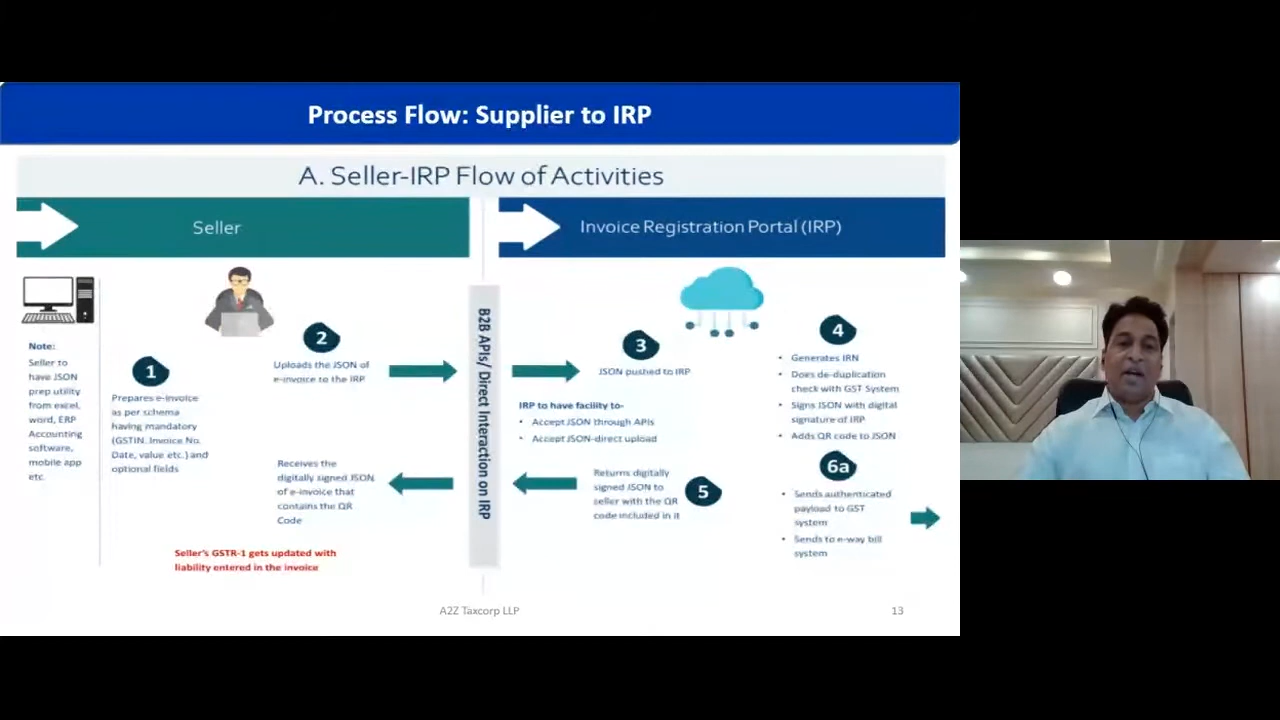 Process Flow: Supplier to IRP
A. Seller-IRP Flow of Activities
Seller
Invoice Registration Portal (IRP)
Note:
Seller to
have JSON
prep utility
from excel,
word, ERP
Accounting
software,
mobile app
etc.
1
Prepares e-invoice
as per schema
having mandatory
(GSTIN. Invoice No.
Date, value etc.) and
optional fields
2
Uploads the JSON of
e-invoice to the IRP
Receives the
digitally signed JSON
of e-invoice that
contains the QR
Code
Seller's GSTR-1 gets updated with
liability entered in the invoice
B2B APIs/ Direct Interaction on IRP
3
JSON pushed to IRP
IRP to have facility to-
• Accept JSON through APIs
• Accept JSON-direct upload
Returns digitally
signed JSON to
seller with the QR
code included in it
5
4
• Generates IRN
• Does de-duplication
check with GST System
• Signs JSON with digital
signature of IRP
• Adds QR code to JSON
6a
• Sends authenticated
payload to GST
system
• Sends to e-way bill
system
A2Z Taxcorp LLP
13